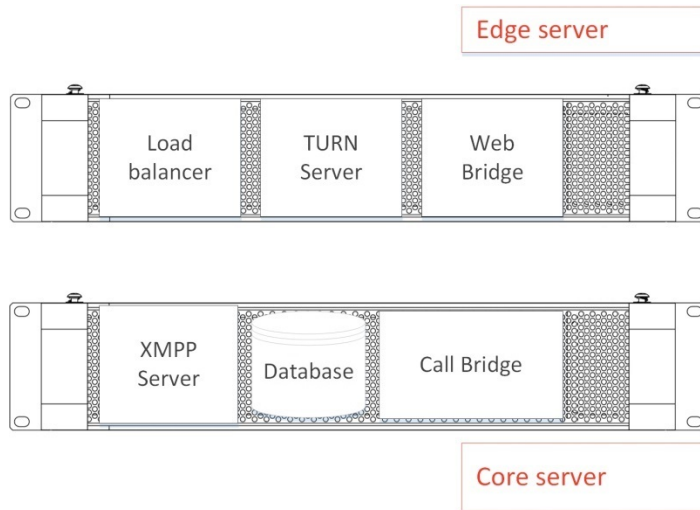 Edge server
Load
balancer
TURN
Server
Web
Bridge
XMPP
Server
Database
Call Bridge
Core server